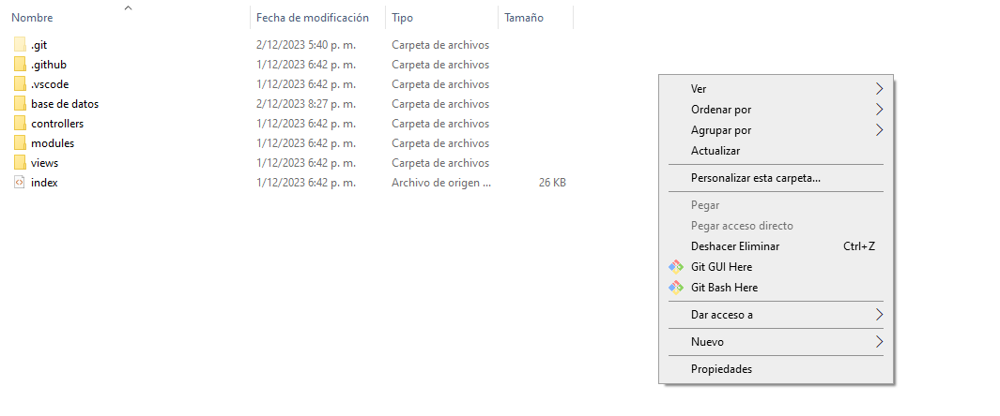 Nombre Fecha de modificación Tipo Tamaño
.git 2/12/2023 5:40 p. m. Carpeta de archivos
.github 1/12/2023 6:42 p. m. Carpeta de archivos
.vscode 1/12/2023 6:42 p. m. Carpeta de archivos
base de datos 2/12/2023 8:27 p. m. Carpeta de archivos
controllers 1/12/2023 6:42 p. m. Carpeta de archivos
modules 1/12/2023 6:42 p. m. Carpeta de archivos
views 1/12/2023 6:42 p. m. Carpeta de archivos
index 1/12/2023 6:42 p. m. Archivo de origen ... 26 KB
Ver
Ordenar por
Agrupar por
Actualizar
Personalizar esta carpeta...
Pegar
Pegar acceso directo
Deshacer Eliminar Ctrl+Z
Git GUI Here
Git Bash Here
Dar acceso a
Nuevo
Propiedades